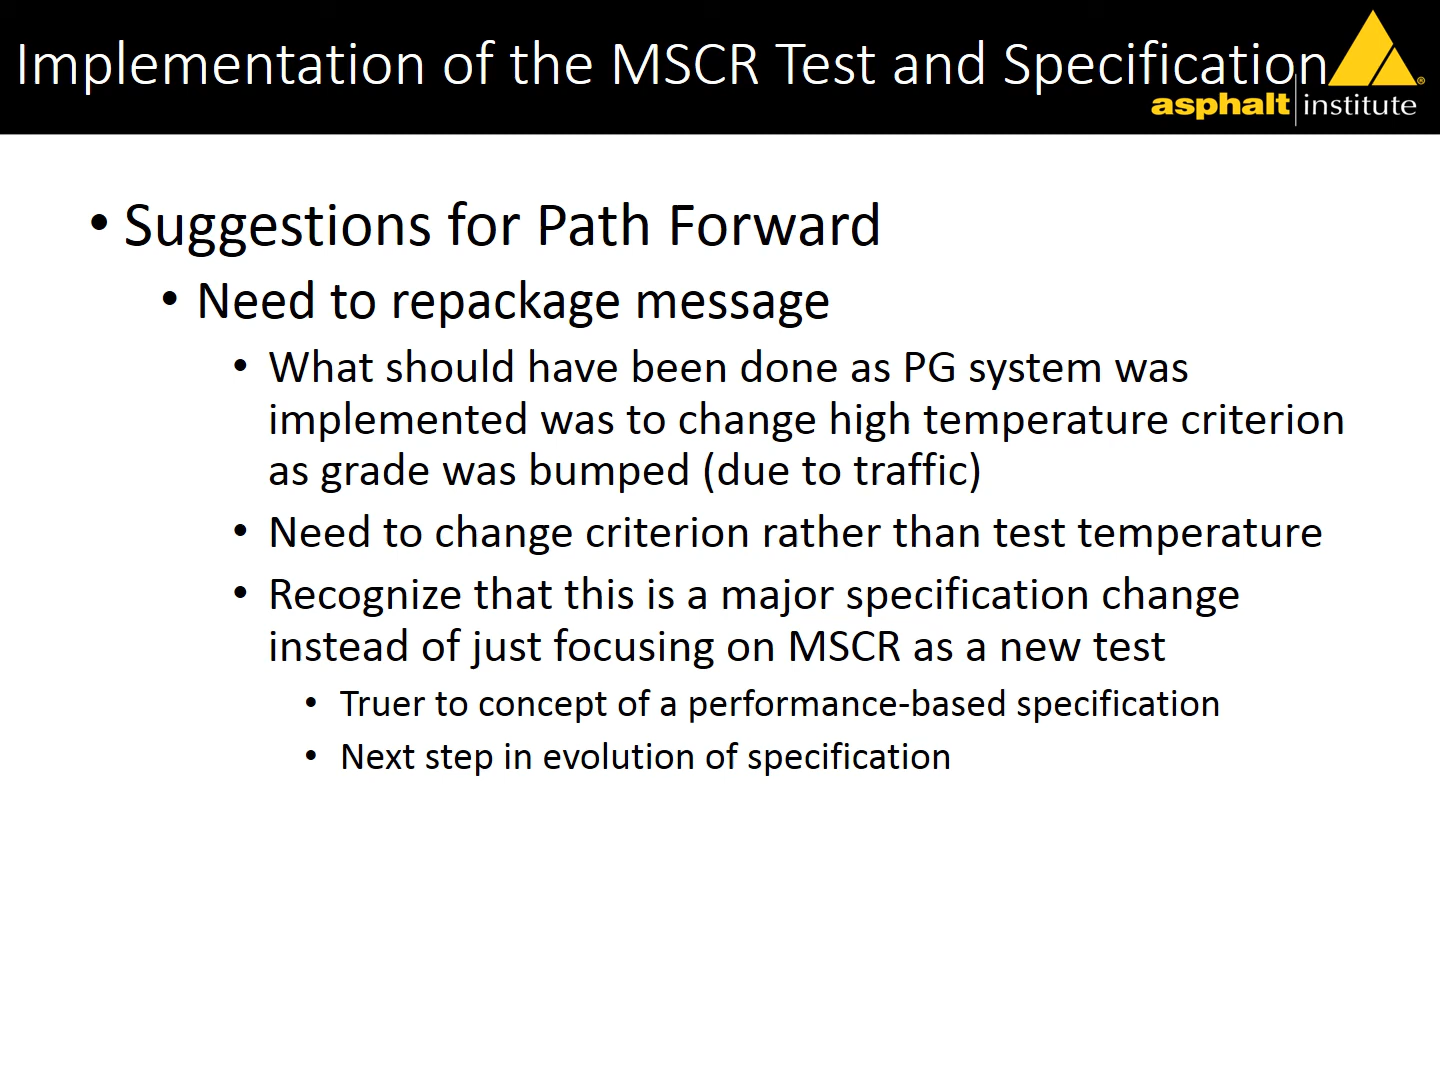 Implementation of the MSCR Test and Specification
asphalt institute
• Suggestions for Path Forward
• Need to repackage message
• What should have been done as PG system was
implemented was to change high temperature criterion
as grade was bumped (due to traffic)
• Need to change criterion rather than test temperature
• Recognize that this is a major specification change
instead of just focusing on MSCR as a new test
• Truer to concept of a performance-based specification
• Next step in evolution of specification